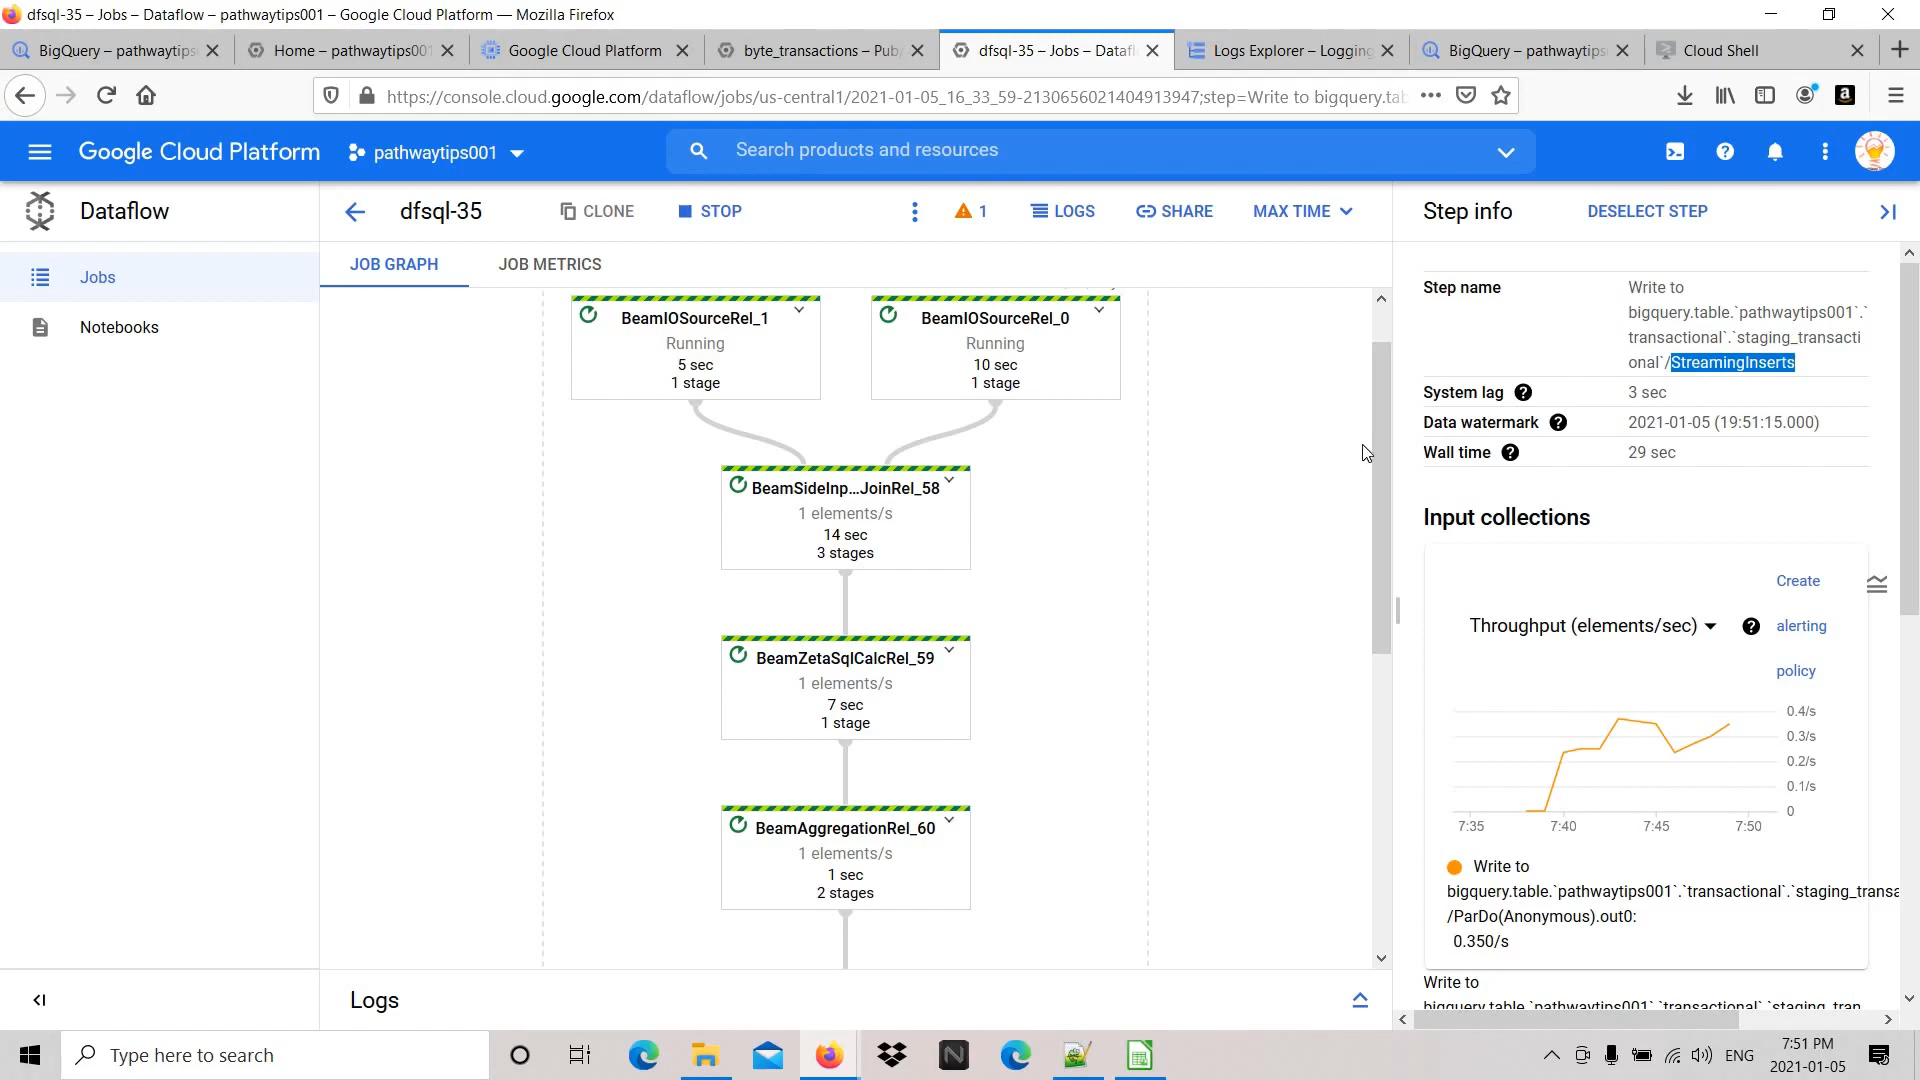 dfsql-35 – Jobs – Dataflow – pathwaytips001 – Google Cloud Platform — Mozilla Firefox
BigQuery – pathwaytips
Home – pathwaytips001
Google Cloud Platform
byte_transactions – Pub/
dfsql-35 – Jobs – Datafl
Logs Explorer – Logging
BigQuery – pathwaytips
Cloud Shell
https://console.cloud.google.com/dataflow/jobs/us-central1/2021-01-05_16_33_59-2130656021404913947;step=Write to bigquery.tab
Google Cloud Platform
pathwaytips001
Search products and resources
Dataflow
dfsql-35
CLONE
STOP
1
LOGS
SHARE
MAX TIME
Step info
DESELECT STEP
Jobs
Notebooks
JOB GRAPH
JOB METRICS
BeamIOSourceRel_1
Running
5 sec
1 stage
BeamIOSourceRel_0
Running
10 sec
1 stage
BeamSideInp...JoinRel_58
1 elements/s
14 sec
3 stages
BeamZetaSqlCalcRel_59
1 elements/s
7 sec
1 stage
BeamAggregationRel_60
1 elements/s
1 sec
2 stages
Logs
Step name
Write to
bigquery.table.`pathwaytips001`.`
transactional`.`staging_transacti
onal`/StreamingInserts
System lag
3 sec
Data watermark
2021-01-05 (19:51:15.000)
Wall time
29 sec
Input collections
Throughput (elements/sec)
Create
alerting
policy
0.4/s
0.3/s
0.2/s
0.1/s
0
7:35
7:40
7:45
7:50
Write to
bigquery.table.`pathwaytips001`.`transactional`.`staging_transa
/ParDo(Anonymous).out0:
0.350/s
Write to
bigquery.table.`pathwaytips001`.`transactional`.`staging_tran
Type here to search
ENG
7:51 PM
2021-01-05